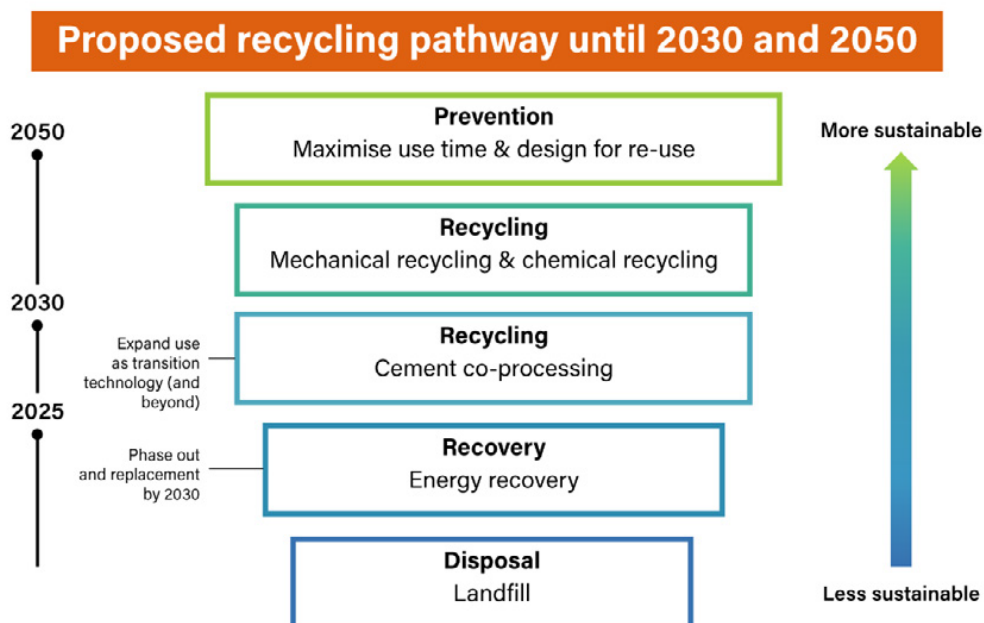 Proposed recycling pathway until 2030 and 2050
2050
Prevention
Maximise use time & design for re-use
More sustainable
Recycling
Mechanical recycling & chemical recycling
2030
Expand use
as transition
technology (and
beyond)
Recycling
Cement co-processing
2025
Phase out
and replacement
by 2030
Recovery
Energy recovery
Disposal
Landfill
Less sustainable